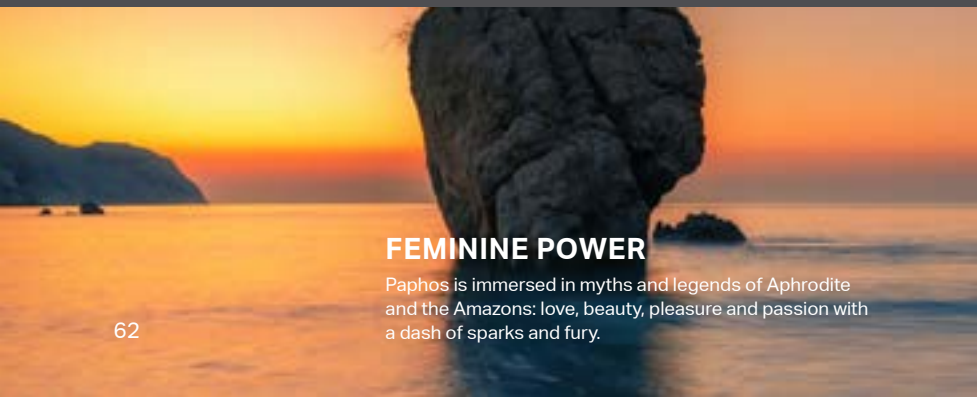 FEMININE POWER
Paphos is immersed in myths and legends of Aphrodite
and the Amazons: love, beauty, pleasure and passion with
a dash of sparks and fury.
62